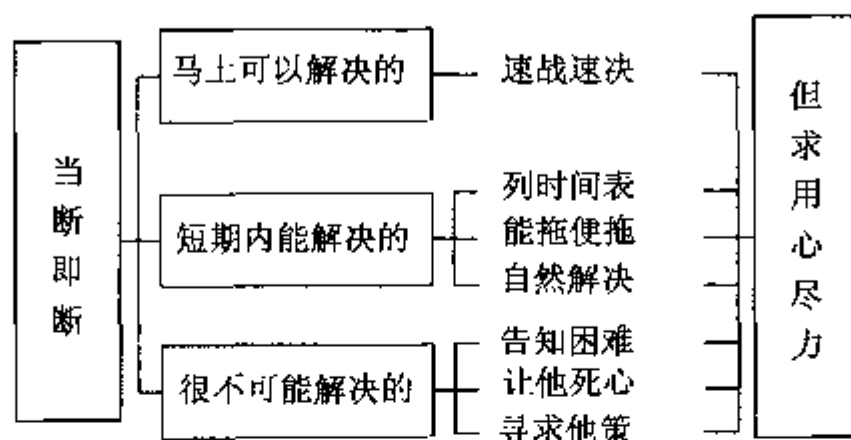 当断即断
马上可以解决的
速战速决
短期内能解决的
列时间表
能拖便拖
自然解决
很不可能解决的
告知困难
让他死心
寻求他策
但求用心尽力